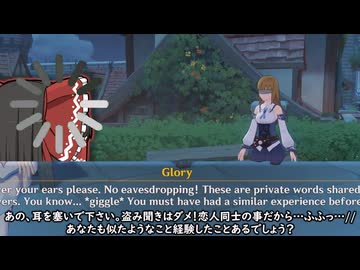 Glory
er your ears please. No eavesdropping! These are private words shared
ers. You know... *giggle* You must have had a similar experience before
あの、耳を塞いで下さい。盗み聞きはダメ!恋人同士の事だから…ふふっ…//
あなたも似たようなこと経験したことあるでしょう?